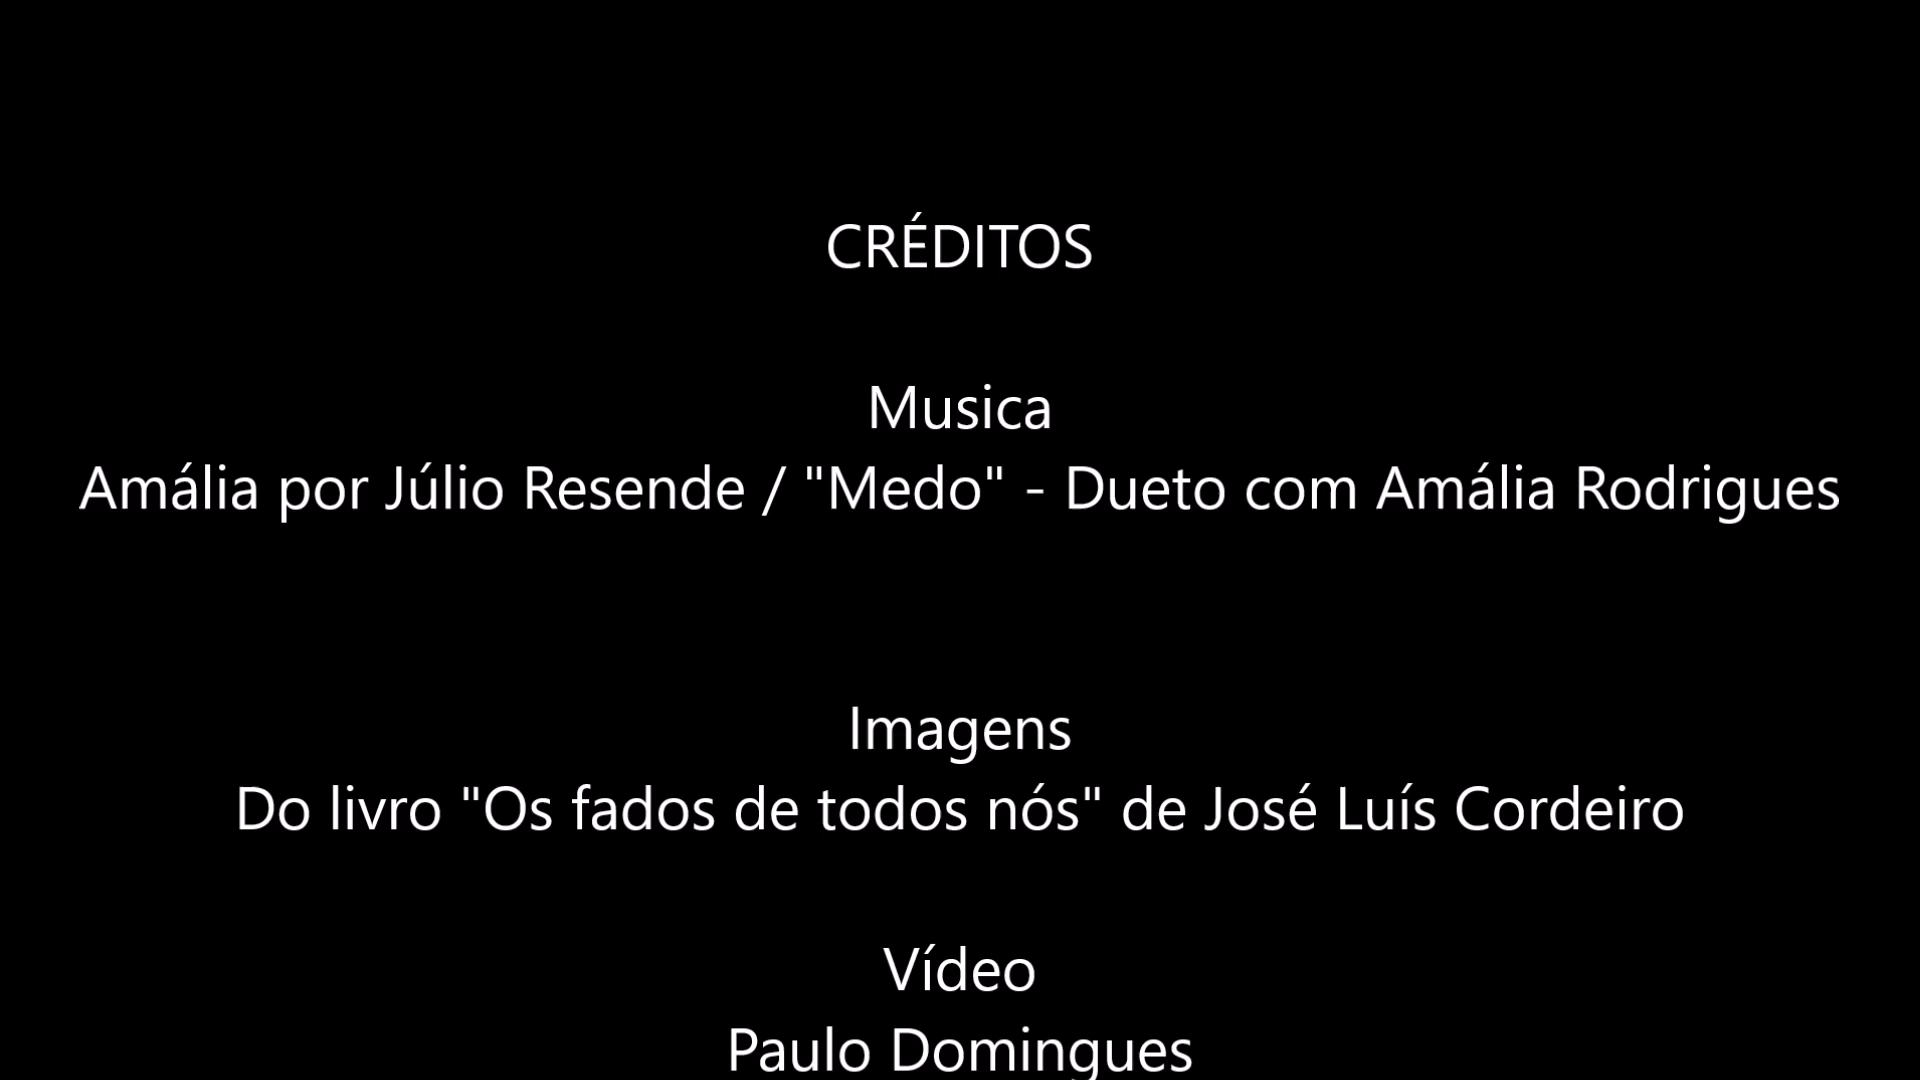 CRÉDITOS
Musica
Amália por Júlio Resende / "Medo" - Dueto com Amália Rodrigues
Imagens
Do livro "Os fados de todos nós" de José Luís Cordeiro
Vídeo
Paulo Domingues